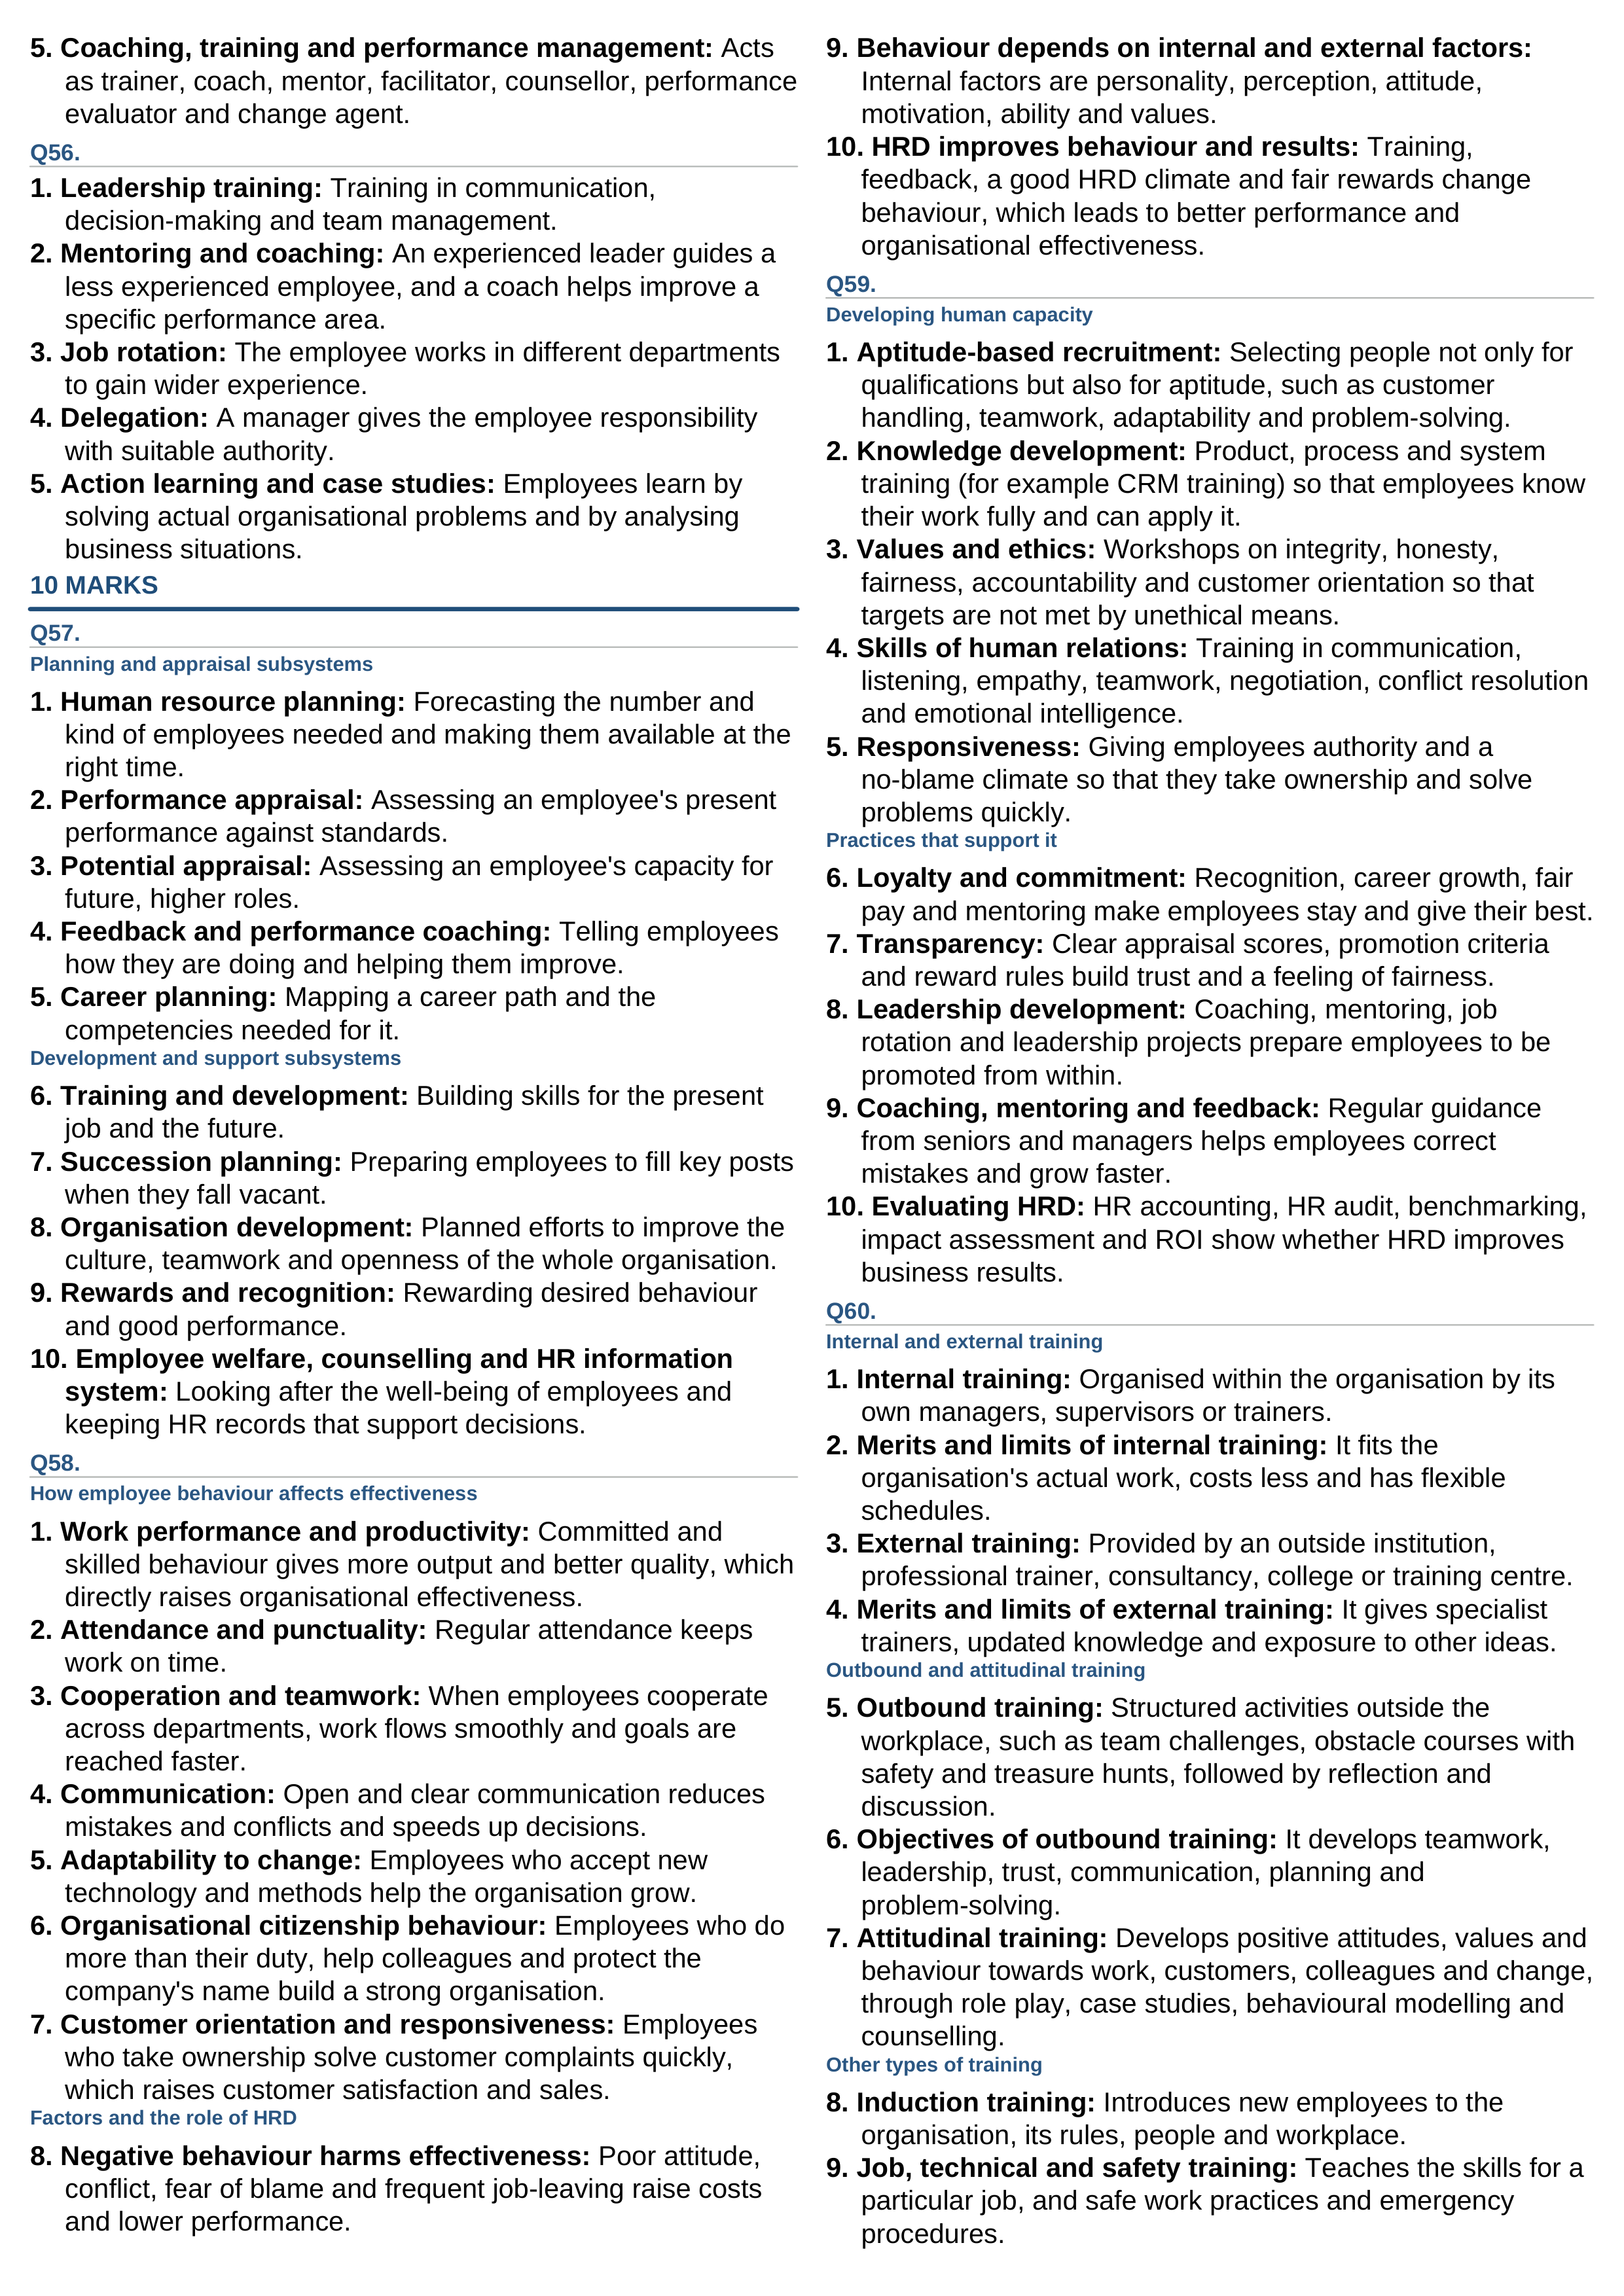 5. Coaching, training and performance management: Acts
as trainer, coach, mentor, facilitator, counsellor, performance
evaluator and change agent.
Q56.
1. Leadership training: Training in communication,
decision-making and team management.
2. Mentoring and coaching: An experienced leader guides a
less experienced employee, and a coach helps improve a
specific performance area.
3. Job rotation: The employee works in different departments
to gain wider experience.
4. Delegation: A manager gives the employee responsibility
with suitable authority.
5. Action learning and case studies: Employees learn by
solving actual organisational problems and by analysing
business situations.
10 MARKS
Q57.
Planning and appraisal subsystems
1. Human resource planning: Forecasting the number and
kind of employees needed and making them available at the
right time.
2. Performance appraisal: Assessing an employee's present
performance against standards.
3. Potential appraisal: Assessing an employee's capacity for
future, higher roles.
4. Feedback and performance coaching: Telling employees
how they are doing and helping them improve.
5. Career planning: Mapping a career path and the
competencies needed for it.
Development and support subsystems
6. Training and development: Building skills for the present
job and the future.
7. Succession planning: Preparing employees to fill key posts
when they fall vacant.
8. Organisation development: Planned efforts to improve the
culture, teamwork and openness of the whole organisation.
9. Rewards and recognition: Rewarding desired behaviour
and good performance.
10. Employee welfare, counselling and HR information
system: Looking after the well-being of employees and
keeping HR records that support decisions.
Q58.
How employee behaviour affects effectiveness
1. Work performance and productivity: Committed and
skilled behaviour gives more output and better quality, which
directly raises organisational effectiveness.
2. Attendance and punctuality: Regular attendance keeps
work on time.
3. Cooperation and teamwork: When employees cooperate
across departments, work flows smoothly and goals are
reached faster.
4. Communication: Open and clear communication reduces
mistakes and conflicts and speeds up decisions.
5. Adaptability to change: Employees who accept new
technology and methods help the organisation grow.
6. Organisational citizenship behaviour: Employees who do
more than their duty, help colleagues and protect the
company's name build a strong organisation.
7. Customer orientation and responsiveness: Employees
who take ownership solve customer complaints quickly,
which raises customer satisfaction and sales.
Factors and the role of HRD
8. Negative behaviour harms effectiveness: Poor attitude,
conflict, fear of blame and frequent job-leaving raise costs
and lower performance.
9. Behaviour depends on internal and external factors:
Internal factors are personality, perception, attitude,
motivation, ability and values.
10. HRD improves behaviour and results: Training,
feedback, a good HRD climate and fair rewards change
behaviour, which leads to better performance and
organisational effectiveness.
Q59.
Developing human capacity
1. Aptitude-based recruitment: Selecting people not only for
qualifications but also for aptitude, such as customer
handling, teamwork, adaptability and problem-solving.
2. Knowledge development: Product, process and system
training (for example CRM training) so that employees know
their work fully and can apply it.
3. Values and ethics: Workshops on integrity, honesty,
fairness, accountability and customer orientation so that
targets are not met by unethical means.
4. Skills of human relations: Training in communication,
listening, empathy, teamwork, negotiation, conflict resolution
and emotional intelligence.
5. Responsiveness: Giving employees authority and a
no-blame climate so that they take ownership and solve
problems quickly.
Practices that support it
6. Loyalty and commitment: Recognition, career growth, fair
pay and mentoring make employees stay and give their best.
7. Transparency: Clear appraisal scores, promotion criteria
and reward rules build trust and a feeling of fairness.
8. Leadership development: Coaching, mentoring, job
rotation and leadership projects prepare employees to be
promoted from within.
9. Coaching, mentoring and feedback: Regular guidance
from seniors and managers helps employees correct
mistakes and grow faster.
10. Evaluating HRD: HR accounting, HR audit, benchmarking,
impact assessment and ROI show whether HRD improves
business results.
Q60.
Internal and external training
1. Internal training: Organised within the organisation by its
own managers, supervisors or trainers.
2. Merits and limits of internal training: It fits the
organisation's actual work, costs less and has flexible
schedules.
3. External training: Provided by an outside institution,
professional trainer, consultancy, college or training centre.
4. Merits and limits of external training: It gives specialist
trainers, updated knowledge and exposure to other ideas.
Outbound and attitudinal training
5. Outbound training: Structured activities outside the
workplace, such as team challenges, obstacle courses with
safety and treasure hunts, followed by reflection and
discussion.
6. Objectives of outbound training: It develops teamwork,
leadership, trust, communication, planning and
problem-solving.
7. Attitudinal training: Develops positive attitudes, values and
behaviour towards work, customers, colleagues and change,
through role play, case studies, behavioural modelling and
counselling.
Other types of training
8. Induction training: Introduces new employees to the
organisation, its rules, people and workplace.
9. Job, technical and safety training: Teaches the skills for a
particular job, and safe work practices and emergency
procedures.